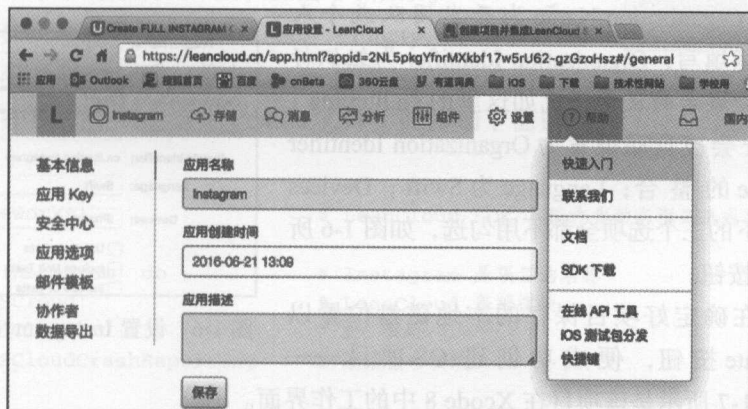 Create FULL INSTAGRAM C × 应用设置 - LeanCloud × 创建项目并集成LeanCloud S ×
https://leancloud.cn/app.html?appid=2NL5pkgYfnrMXkbf17w5rU62-gzGzoHsz#/general
应用 Outlook 搜狐首页 百度 cnBeta 360云盘 有道词典 iOS 下载 技术性网站 学校用
L Instagram 存储 消息 分析 组件 设置 帮助 国内
基本信息
应用 Key
安全中心
应用选项
邮件模板
协作者
数据导出
应用名称
Instagram
应用创建时间
2016-06-21 13:09
应用描述
保存
快速入门
联系我们
文档
SDK 下载
在线 API 工具
iOS 测试包分发
快捷键